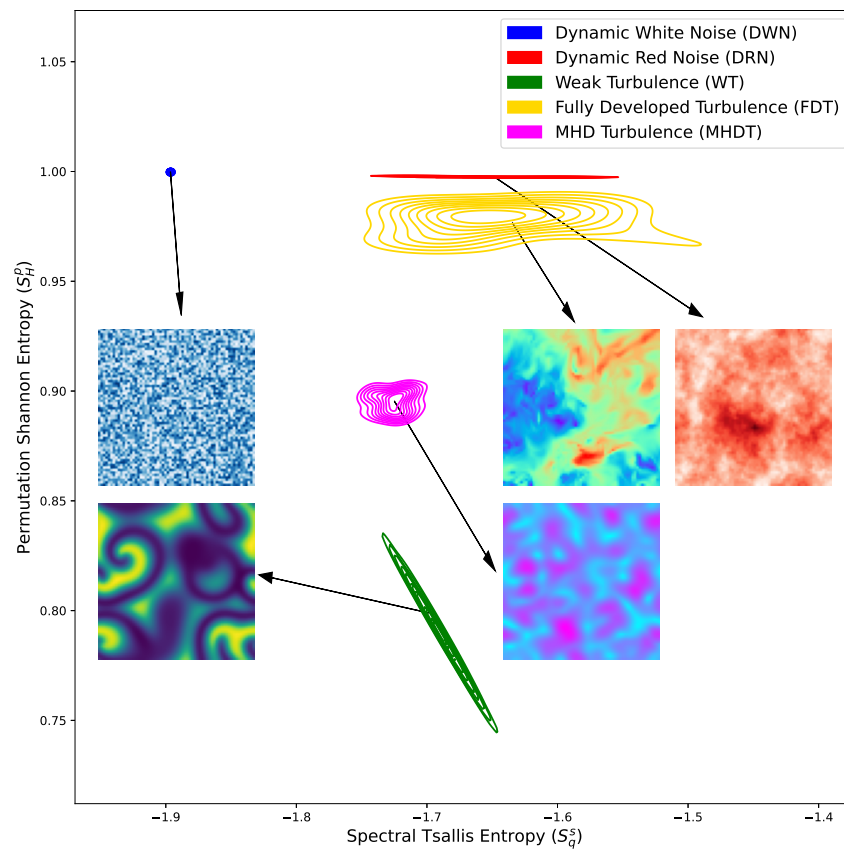 Dynamic White Noise (DWN)
Dynamic Red Noise (DRN)
Weak Turbulence (WT)
Fully Developed Turbulence (FDT)
MHD Turbulence (MHDT)
Permutation Shannon Entropy ($S_H^p$)
1.05
1.00
0.95
0.90
0.85
0.80
0.75
−1.9 −1.8 −1.7 −1.6 −1.5 −1.4
Spectral Tsallis Entropy ($S_q^s$)